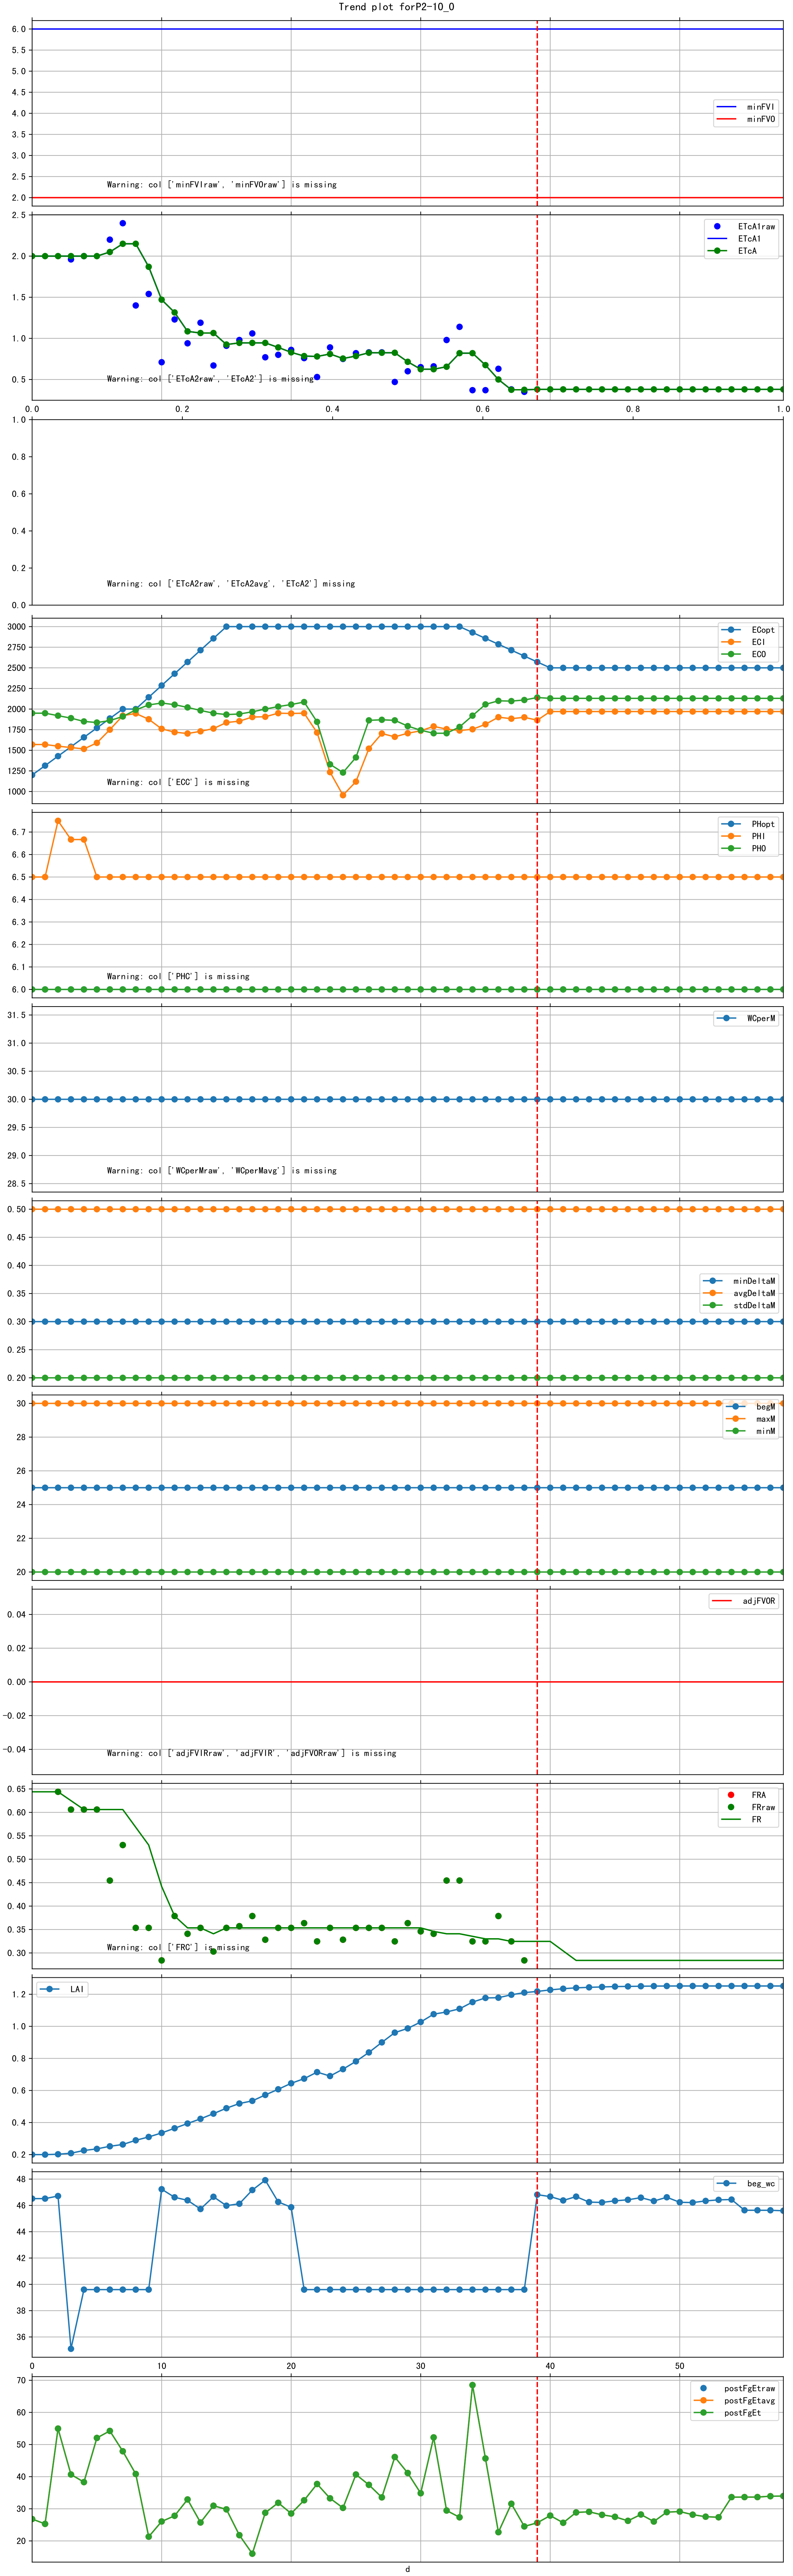 Trend plot forP2-10_0
6.0
5.5
5.0
4.5
4.0
3.5
3.0
2.5
2.0
minFVI
minFVO
Warning: col ['minFVIraw', 'minFVOraw'] is missing
2.5
2.0
1.5
1.0
0.5
ETcA1raw
ETcA1
ETcA
Warning: col ['ETcA2raw', 'ETcA2'] is missing
0.0 0.2 0.4 0.6 0.8 1.0
1.0
0.8
0.6
0.4
0.2
0.0
Warning: col ['ETcA2raw', 'ETcA2avg', 'ETcA2'] missing
3000
2750
2500
2250
2000
1750
1500
1250
1000
ECopt
ECI
ECO
Warning: col ['ECC'] is missing
6.7
6.6
6.5
6.4
6.3
6.2
6.1
6.0
PHopt
PHI
PHO
Warning: col ['PHC'] is missing
31.5
31.0
30.5
30.0
29.5
29.0
28.5
WCperM
Warning: col ['WCperMraw', 'WCperMavg'] is missing
0.50
0.45
0.40
0.35
0.30
0.25
0.20
minDeltaM
avgDeltaM
stdDeltaM
30
28
26
24
22
20
begM
maxM
minM
0.04
0.02
0.00
−0.02
−0.04
adjFVOR
Warning: col ['adjFVIRraw', 'adjFVIR', 'adjFVORraw'] is missing
0.65
0.60
0.55
0.50
0.45
0.40
0.35
0.30
FRA
FRraw
FR
Warning: col ['FRC'] is missing
1.2
1.0
0.8
0.6
0.4
0.2
LAI
48
46
44
42
40
38
36
beg_wc
0 10 20 30 40 50
70
60
50
40
30
20
postFgEtraw
postFgEtavg
postFgEt
d